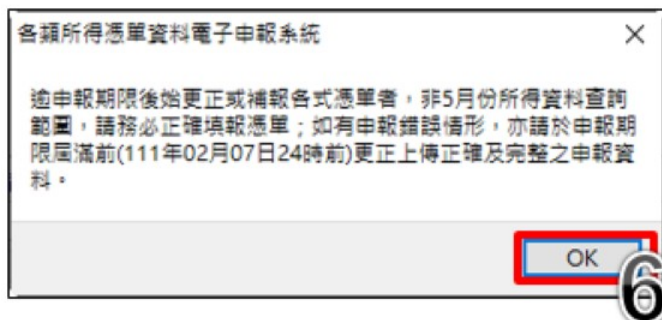 各類所得憑單資料電子申報系統
逾申報期限後始更正或補報各式憑單者，非5月份所得資料查詢
範圍，請務必正確填報憑單；如有申報錯誤情形，亦請於申報期
限屆滿前(111年02月07日24時前)更正上傳正確及完整之申報資
料。
OK
6